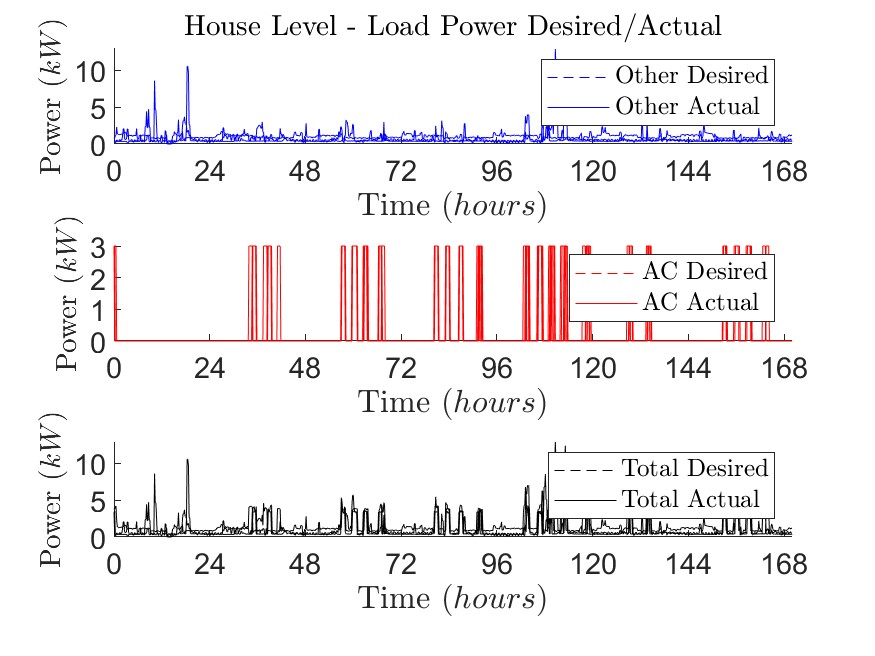 House Level - Load Power Desired/Actual
Power (kW)
10
5
0
Other Desired
Other Actual
0 24 48 72 96 120 144 168
Time (hours)
Power (kW)
3
2
1
0
AC Desired
AC Actual
0 24 48 72 96 120 144 168
Time (hours)
Power (kW)
10
5
0
Total Desired
Total Actual
0 24 48 72 96 120 144 168
Time (hours)